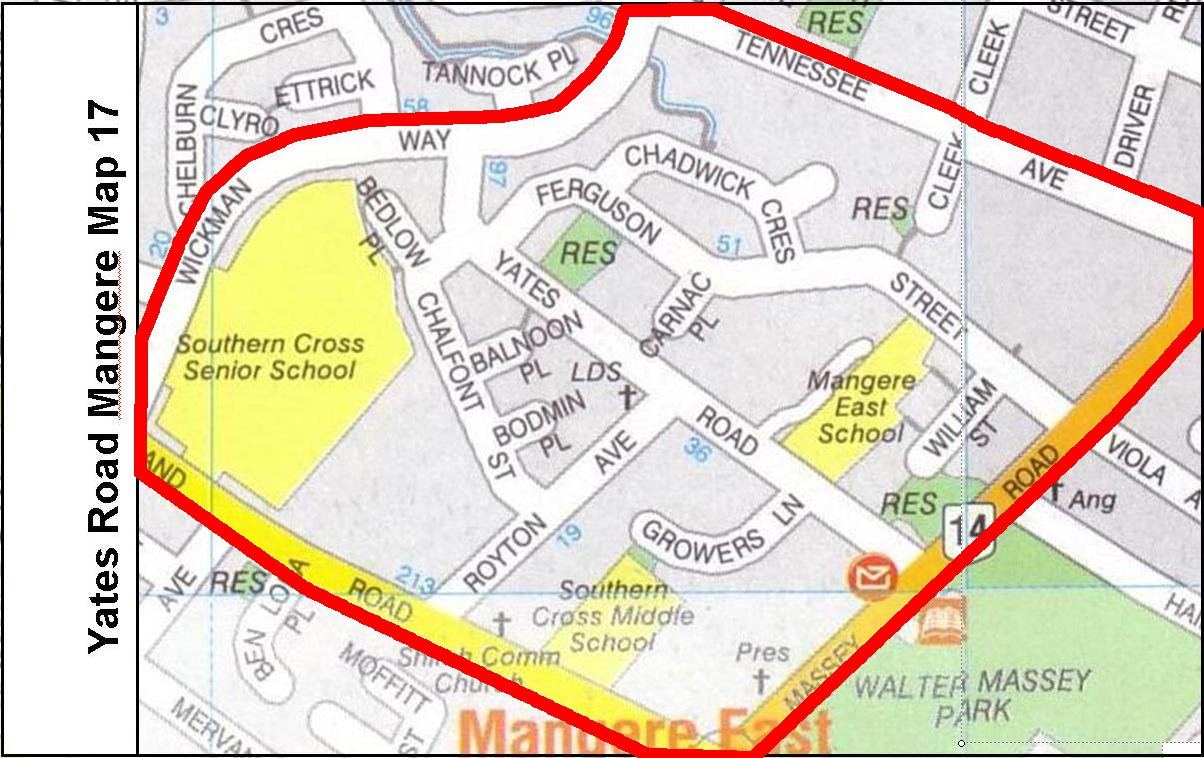 Yates Road Mangere Map 17
3
CRES
96
RES
STREET
CLEEK
TENNESSEE
TANNOCK PL
ETTRICK
CLYRO
58
CHELBURN
WAY
DRIVER
CHADWICK
CRES
97
AVE
CLEEK
RES
FERGUSON
BEDLOW
PL
WICKMAN
20
51
RES
YATES
STREET
CARNAC
PL
CHALFONT
ST
BALNOON
PL
Southern Cross
Senior School
LDS
Mangere
East
School
BODMIN
PL
WILLIAM
ST
ROAD
AVE
36
VIOLA
A
ROAD
AND
RES
Ang
14
GROWERS LN
ROYTON
19
213
ROAD
AVE
RES
PL
BEN
Southern
Cross Middle
School
HA
Comm
Church
Pres
MASSEY
WALTER MASSEY
PARK
MOFFITT
ST
MERVAN
Mangere East